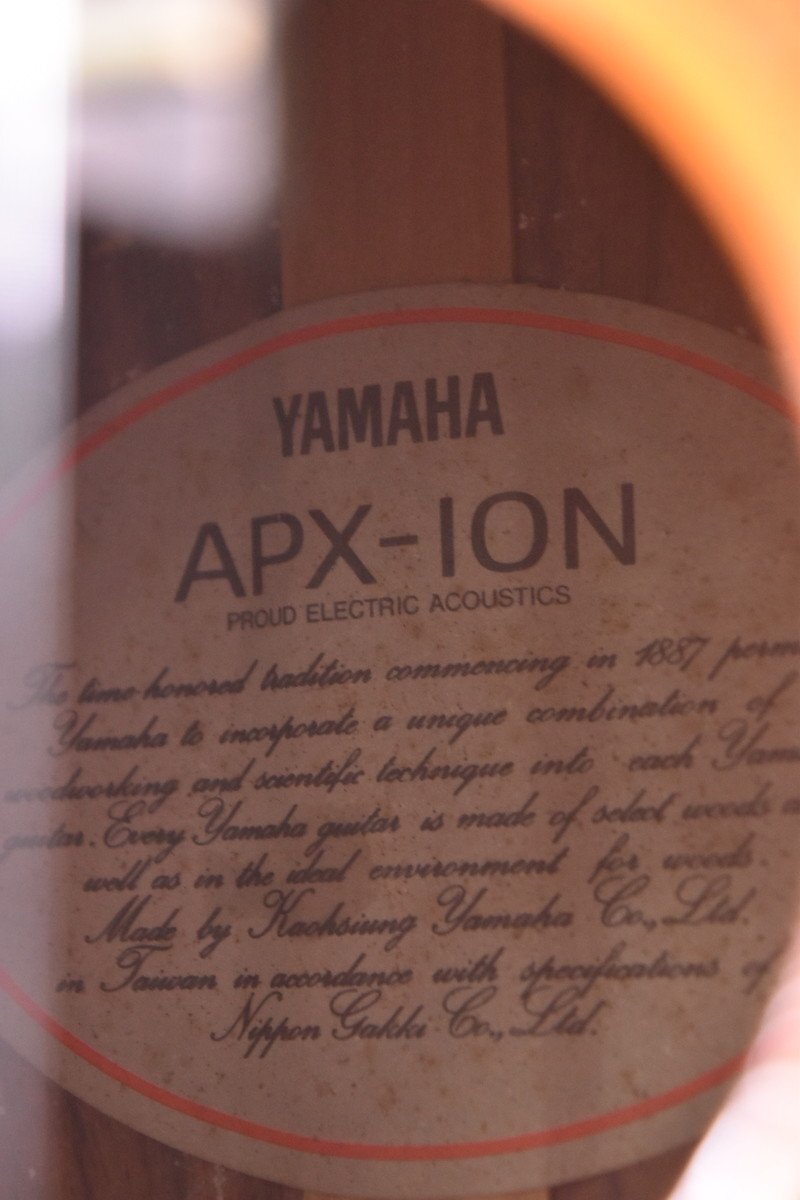 YAMAHA
APX-10N
PROUD ELECTRIC ACOUSTICS
The time-honored tradition commencing in 1887 perm
Yamaha to incorporate a unique combination of
woodworking and scientific technique into each Yama
guitar. Every Yamaha guitar is made of select woods a
well as in the ideal environment for woods.
Made by Kaohsiung Yamaha Co., Ltd.
in Taiwan in accordance with specifications of
Nippon Gakki Co., Ltd.